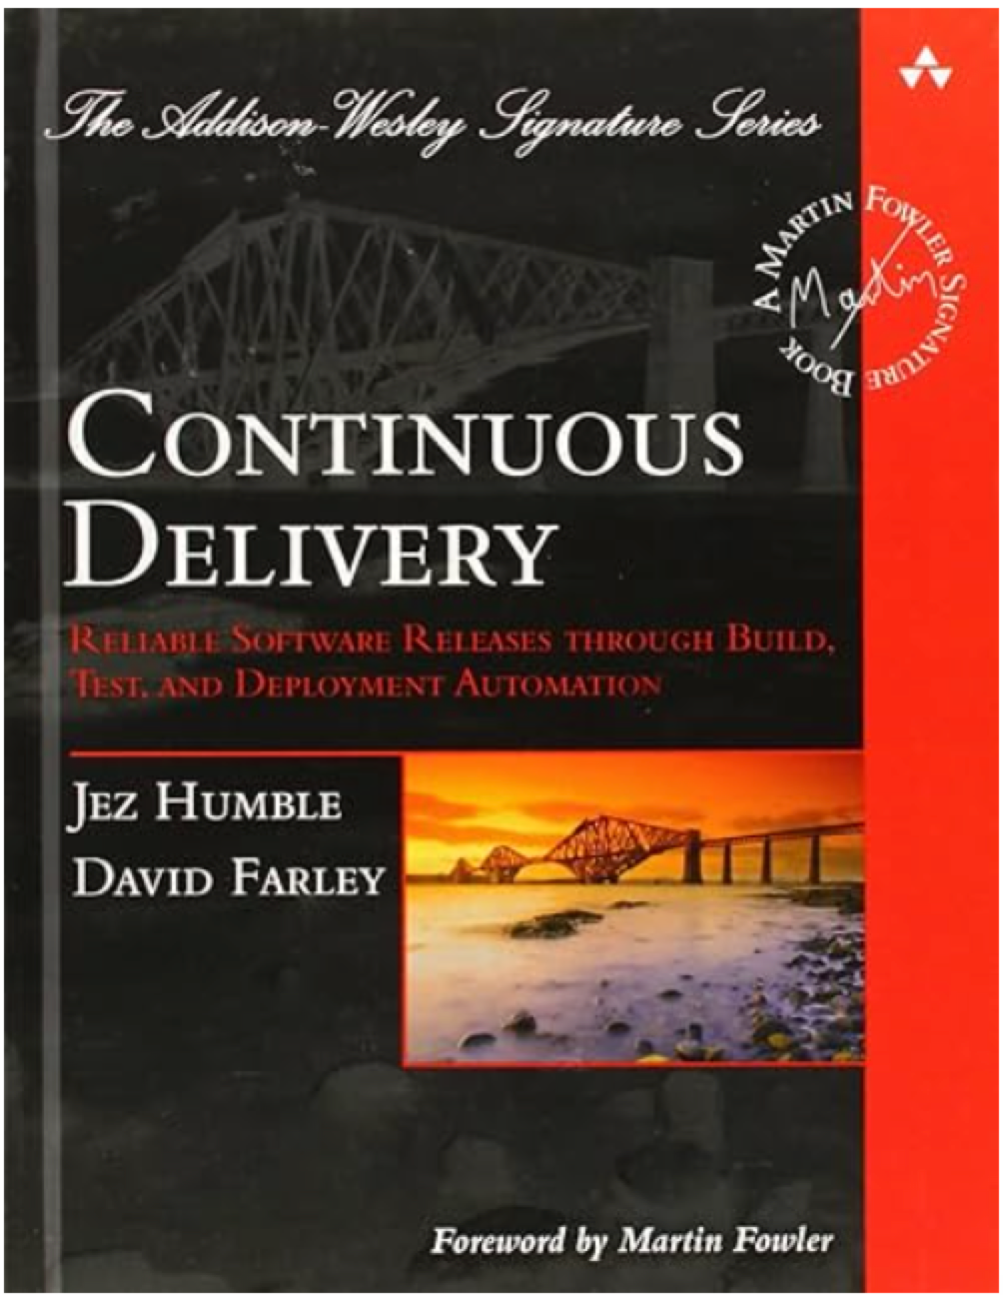 The Addison-Wesley Signature Series
A MARTIN FOWLER SIGNATURE BOOK
Martin
CONTINUOUS
DELIVERY
RELIABLE SOFTWARE RELEASES THROUGH BUILD,
TEST, AND DEPLOYMENT AUTOMATION
JEZ HUMBLE
DAVID FARLEY
Foreword by Martin Fowler